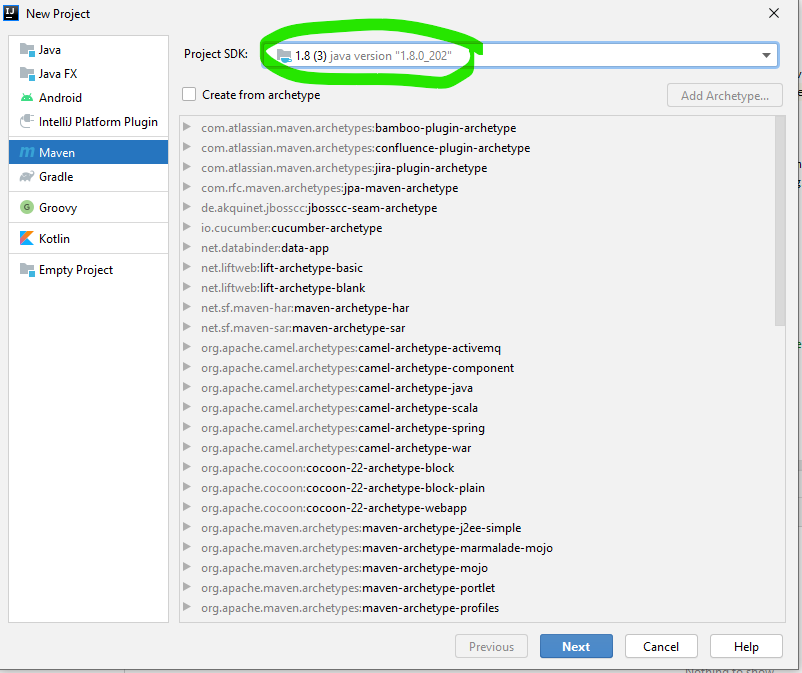 New Project
Java
Java FX
Android
IntelliJ Platform Plugin
Maven
Gradle
Groovy
Kotlin
Empty Project
Project SDK: 1.8 (3) java version "1.8.0_202"
Create from archetype
Add Archetype...
com.atlassian.maven.archetypes:bamboo-plugin-archetype
com.atlassian.maven.archetypes:confluence-plugin-archetype
com.atlassian.maven.archetypes:jira-plugin-archetype
com.rfc.maven.archetypes:jpa-maven-archetype
de.akquinet.jbosscc:jbosscc-seam-archetype
io.cucumber:cucumber-archetype
net.databinder:data-app
net.liftweb:lift-archetype-basic
net.liftweb:lift-archetype-blank
net.sf.maven-har:maven-archetype-har
net.sf.maven-sar:maven-archetype-sar
org.apache.camel.archetypes:camel-archetype-activemq
org.apache.camel.archetypes:camel-archetype-component
org.apache.camel.archetypes:camel-archetype-java
org.apache.camel.archetypes:camel-archetype-scala
org.apache.camel.archetypes:camel-archetype-spring
org.apache.camel.archetypes:camel-archetype-war
org.apache.cocoon:cocoon-22-archetype-block
org.apache.cocoon:cocoon-22-archetype-block-plain
org.apache.cocoon:cocoon-22-archetype-webapp
org.apache.maven.archetypes:maven-archetype-j2ee-simple
org.apache.maven.archetypes:maven-archetype-marmalade-mojo
org.apache.maven.archetypes:maven-archetype-mojo
org.apache.maven.archetypes:maven-archetype-portlet
org.apache.maven.archetypes:maven-archetype-profiles
Previous
Next
Cancel
Help